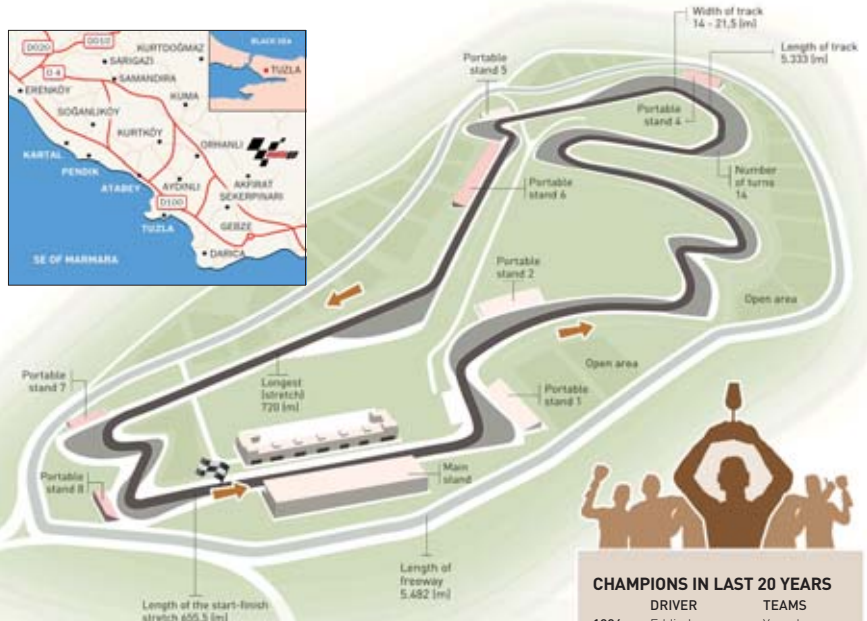 BLACK SEA
TUZLA
D020
D010
KURTDOĞMAZ
SARIGAZI
D 4
SAMANDIRA
ERENKÖY
KUMA
SOĞANLIKÖY
KURTKÖY
ORHANLI
KARTAL
PENDIK
ATABEY
AYDINLI
AKFIRAT
SEKERPINARI
D100
TUZLA
GEBZE
SE OF MARMARA
DARICA
Width of track
14 - 21,5 (m)
Length of track
5.333 (m)
Portable
stand 5
Portable
stand 4
Number
of turns
14
Portable
stand 6
Portable
stand 2
Open area
Open area
Longest
(stretch)
720 (m)
Portable
stand 7
Portable
stand 1
Portable
stand 8
Main
stand
Length of
freeway
5.482 (m)
Length of the start-finish
stretch 655,5 (m)
CHAMPIONS IN LAST 20 YEARS
DRIVER TEAMS